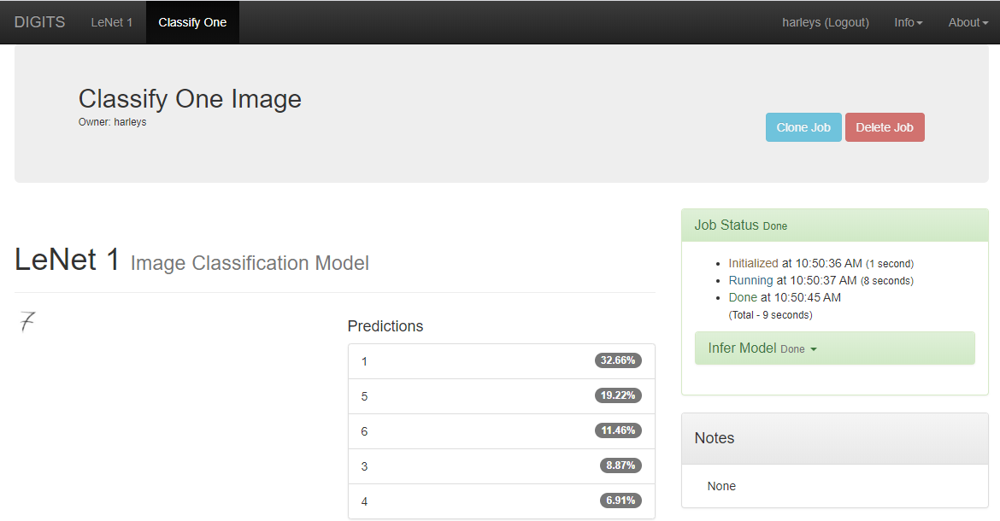 DIGITS LeNet 1 Classify One harleys (Logout) Info About
Classify One Image
Owner: harleys
Clone Job Delete Job
LeNet 1 Image Classification Model
7
Predictions
1 32.66%
5 19.22%
6 11.46%
3 8.87%
4 6.91%
Job Status Done
Initialized at 10:50:36 AM (1 second)
Running at 10:50:37 AM (8 seconds)
Done at 10:50:45 AM
(Total - 9 seconds)
Infer Model Done
Notes
None